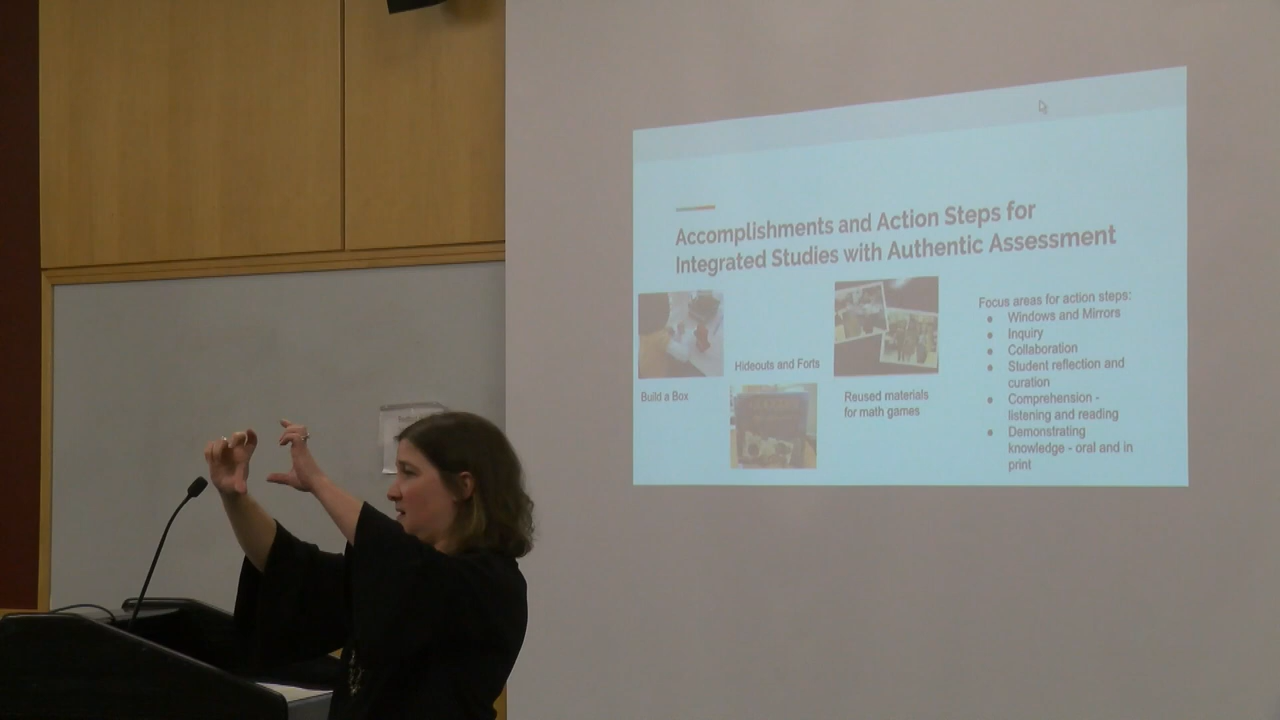 Accomplishments and Action Steps for
Integrated Studies with Authentic Assessment
Build a Box
Hideouts and Forts
Reused materials
for math games
Focus areas for action steps:
● Windows and Mirrors
● Inquiry
● Collaboration
● Student reflection and
curation
● Comprehension -
listening and reading
● Demonstrating
knowledge - oral and in
print